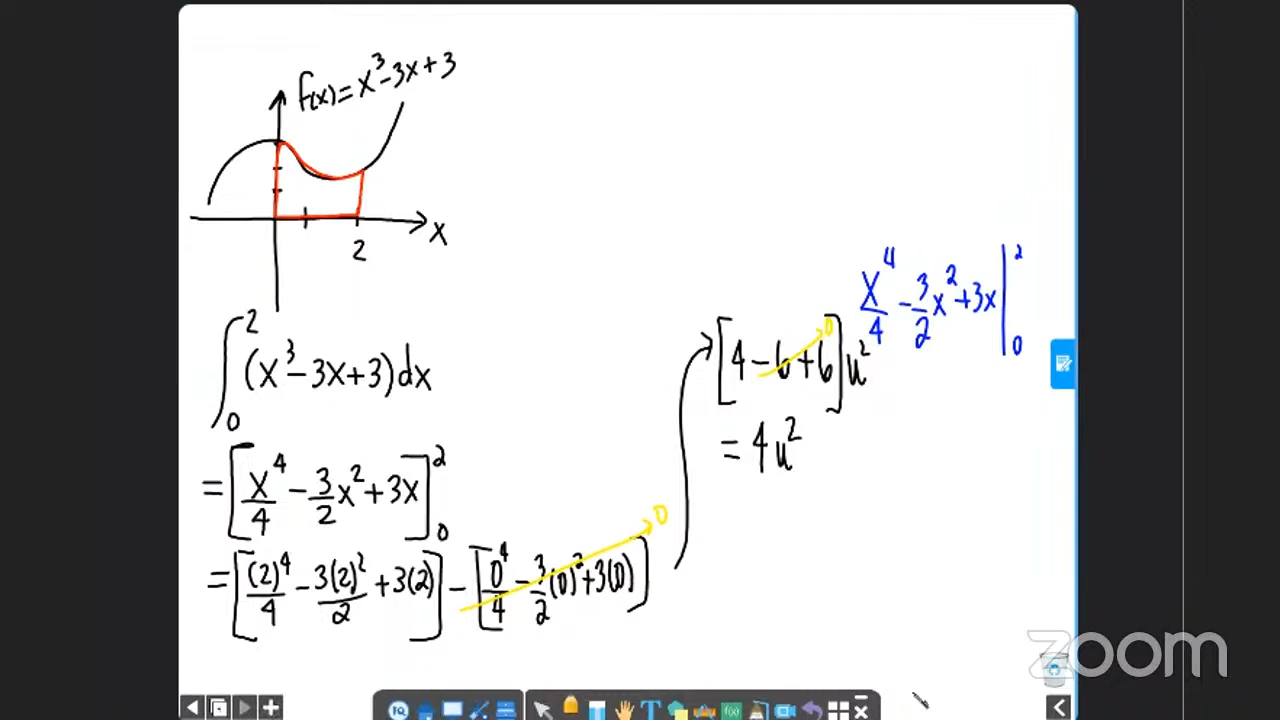 f(x)=x³-3x+3
x
2
∫₀² (x³-3x+3)dx
=[x⁴/4 - 3/2 x² + 3x]₀²
=[(2)⁴/4 - 3(2)²/2 + 3(2)] - [0⁴/4 - 3/2 (0)² + 3(0)] 0
x⁴/4 - 3/2 x² + 3x |₀²
[4-6+6]u² 0
= 4u²
zoom